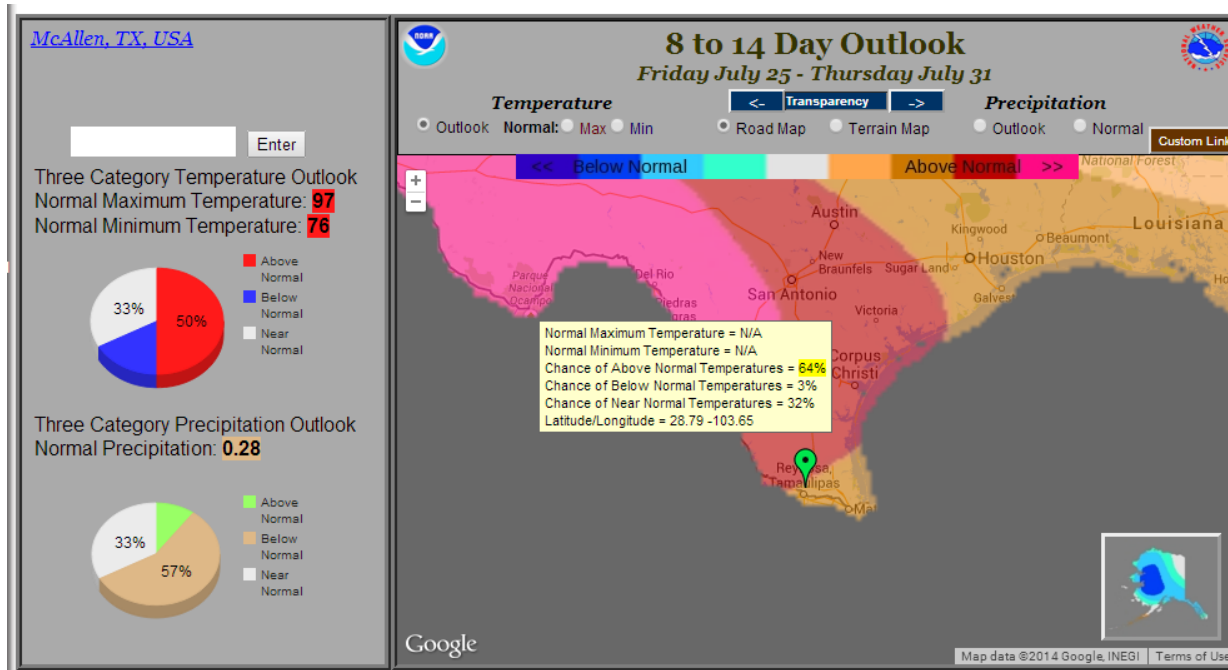 McAllen, TX, USA
Enter
Three Category Temperature Outlook
Normal Maximum Temperature: 97
Normal Minimum Temperature: 76
33%
50%
Above
Normal
Below
Normal
Near
Normal
Three Category Precipitation Outlook
Normal Precipitation: 0.28
33%
57%
Above
Normal
Below
Normal
Near
Normal
NOAA
8 to 14 Day Outlook
Friday July 25 - Thursday July 31
Temperature
<- Transparency ->
Precipitation
Outlook Normal: Max Min
Road Map Terrain Map
Outlook Normal
Custom Link
<< Below Normal Above Normal >>
+
-
National Forest
Austin
Louisiana
Kingwood
Beaumont
New
Braunfels
Sugar Land
Houston
Parque
Nacional
Ocampo
Del Rio
Piedras
San Antonio
Galves
Victoria
Normal Maximum Temperature = N/A
Normal Minimum Temperature = N/A
Chance of Above Normal Temperatures = 64%
Chance of Below Normal Temperatures = 3%
Chance of Near Normal Temperatures = 32%
Latitude/Longitude = 28.79 -103.65
Corpus
Christi
Tamaulipas
Google
Map data ©2014 Google, INEGI Terms of Use